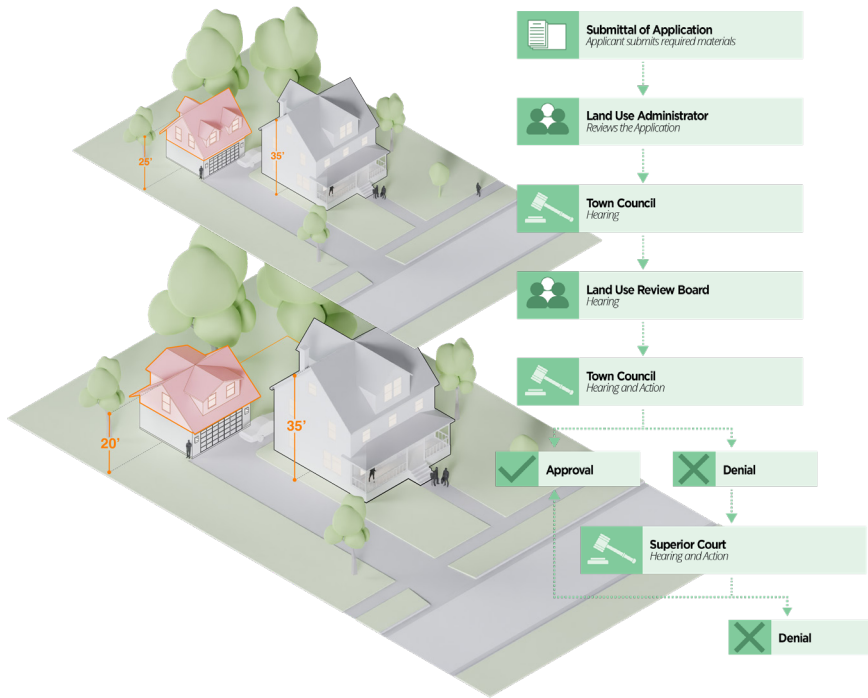 Submittal of Application
Applicant submits required materials
Land Use Administrator
Reviews the Application
25'
35'
Town Council
Hearing
Land Use Review Board
Hearing
Town Council
Hearing and Action
20'
35'
Approval
Denial
Superior Court
Hearing and Action
Denial